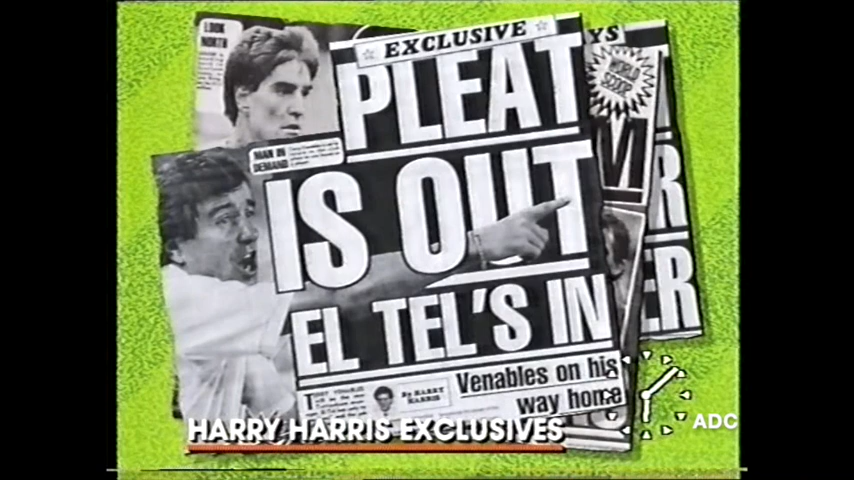 LOOK
NORTH
☆ EXCLUSIVE ☆
PLEAT
IS OUT
EL TEL'S IN
MAN IN
DEMAND
YS
WORLD
SCOOP
M
R
ER
Venables on his
way home
By HARRY
HARRIS
HARRY HARRIS EXCLUSIVES
ADC